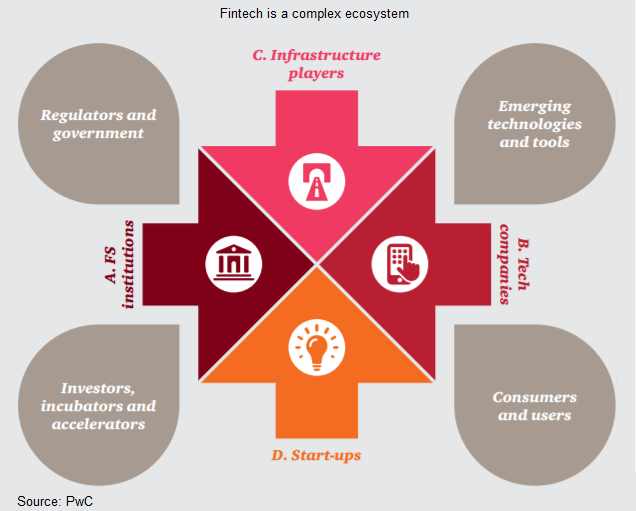 Fintech is a complex ecosystem
C. Infrastructure
players
Regulators and
government
Emerging
technologies
and tools
A. FS
institutions
B. Tech
companies
Investors,
incubators and
accelerators
Consumers
and users
D. Start-ups
Source: PwC